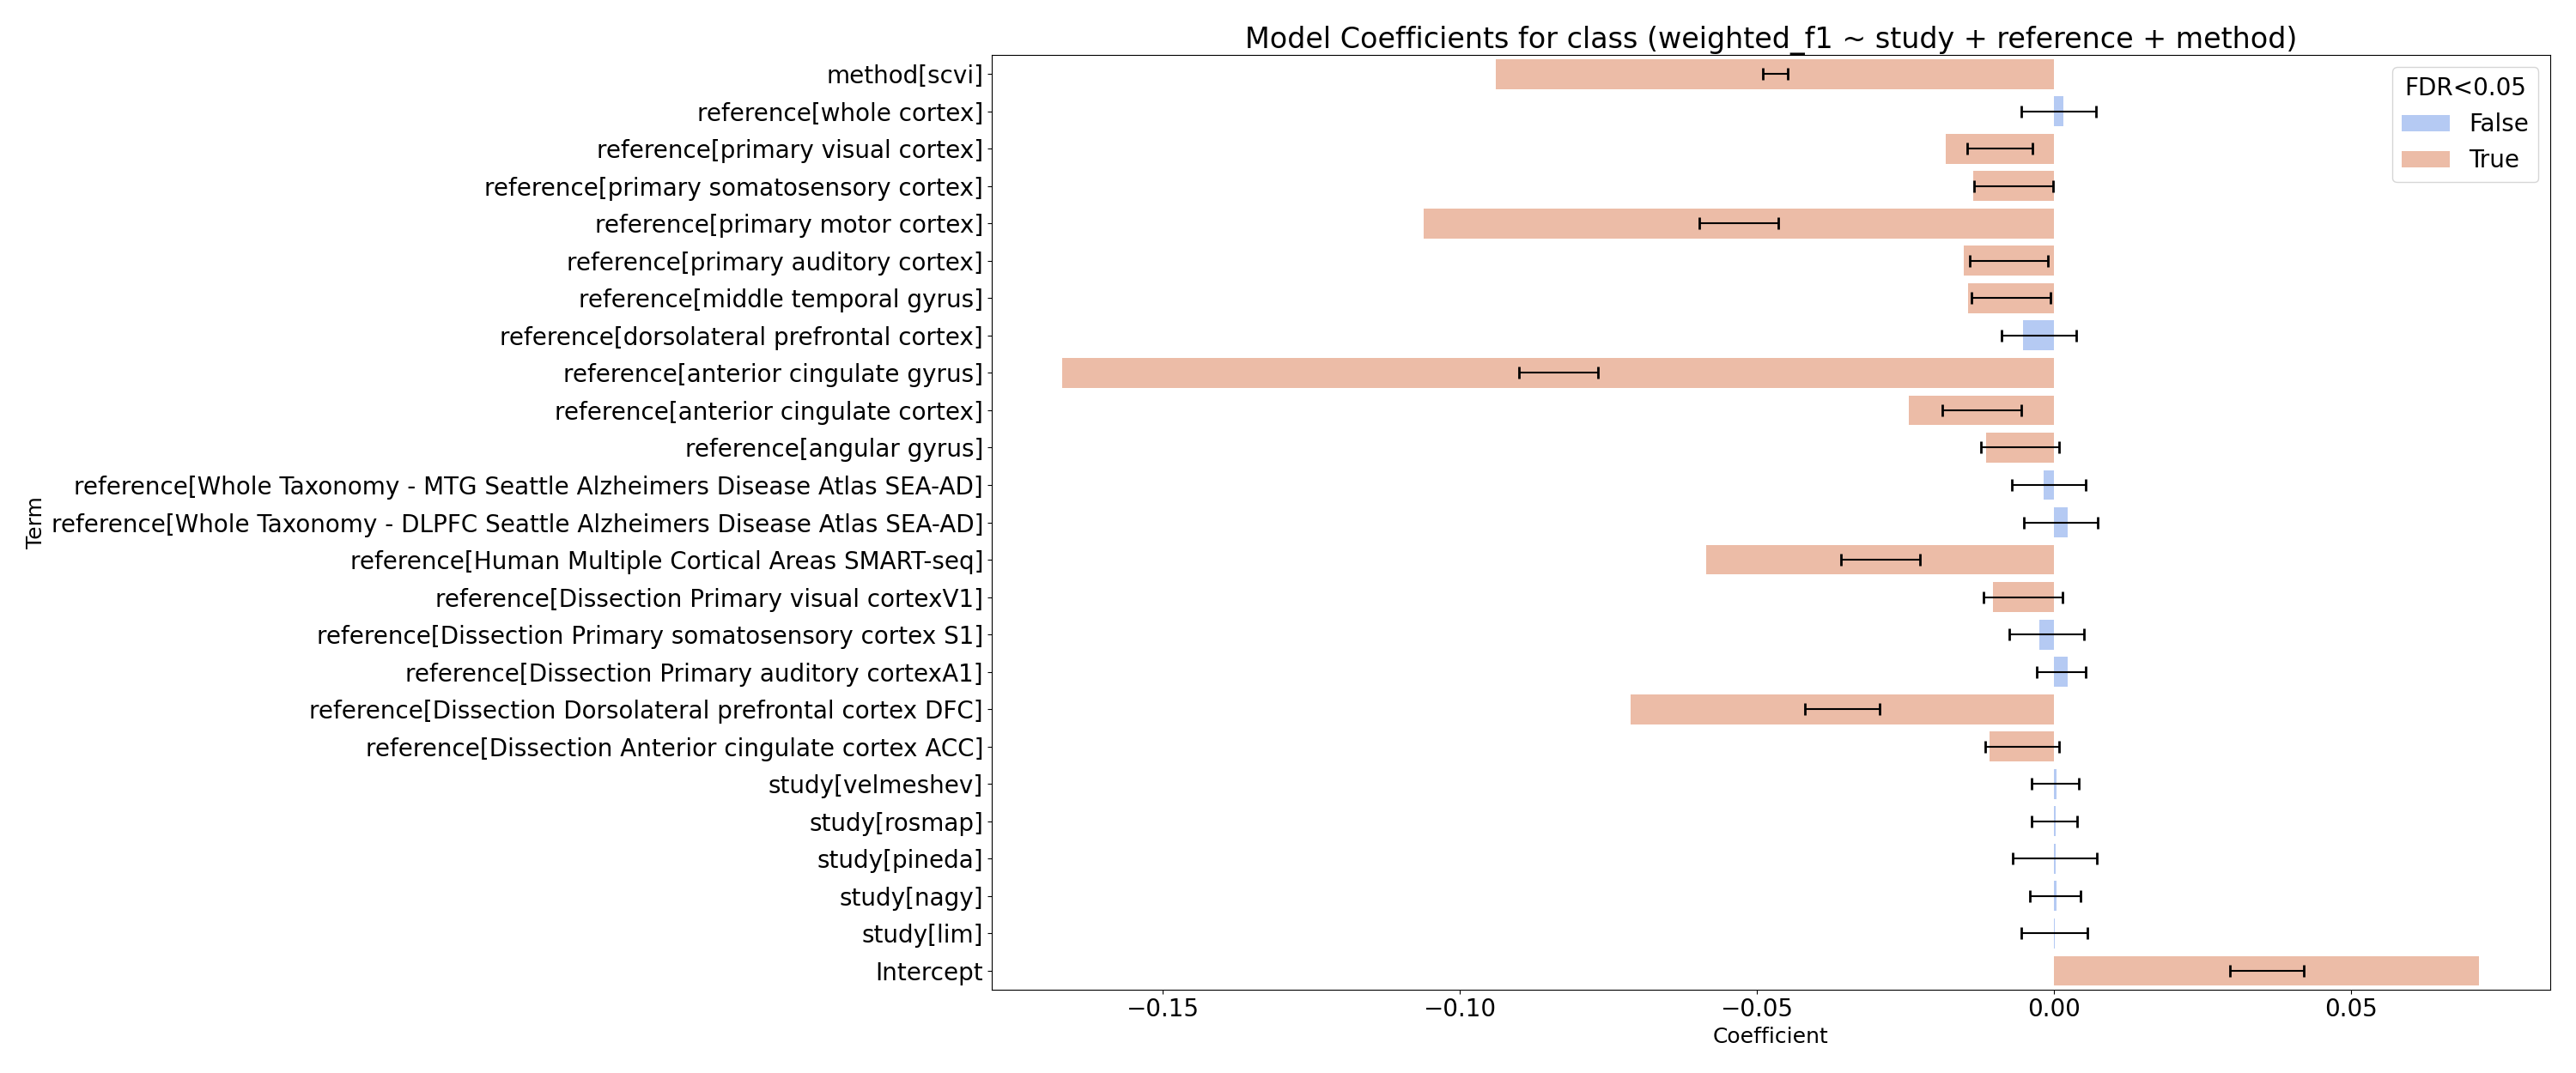 Model Coefficients for class (weighted_f1 ~ study + reference + method)
method[scvi]
reference[whole cortex]
reference[primary visual cortex]
reference[primary somatosensory cortex]
reference[primary motor cortex]
reference[primary auditory cortex]
reference[middle temporal gyrus]
reference[dorsolateral prefrontal cortex]
reference[anterior cingulate gyrus]
reference[anterior cingulate cortex]
reference[angular gyrus]
reference[Whole Taxonomy - MTG Seattle Alzheimers Disease Atlas SEA-AD]
reference[Whole Taxonomy - DLPFC Seattle Alzheimers Disease Atlas SEA-AD]
reference[Human Multiple Cortical Areas SMART-seq]
reference[Dissection Primary visual cortexV1]
reference[Dissection Primary somatosensory cortex S1]
reference[Dissection Primary auditory cortexA1]
reference[Dissection Dorsolateral prefrontal cortex DFC]
reference[Dissection Anterior cingulate cortex ACC]
study[velmeshev]
study[rosmap]
study[pineda]
study[nagy]
study[lim]
Intercept
Term
FDR<0.05
False
True
−0.15 −0.10 −0.05 0.00 0.05
Coefficient